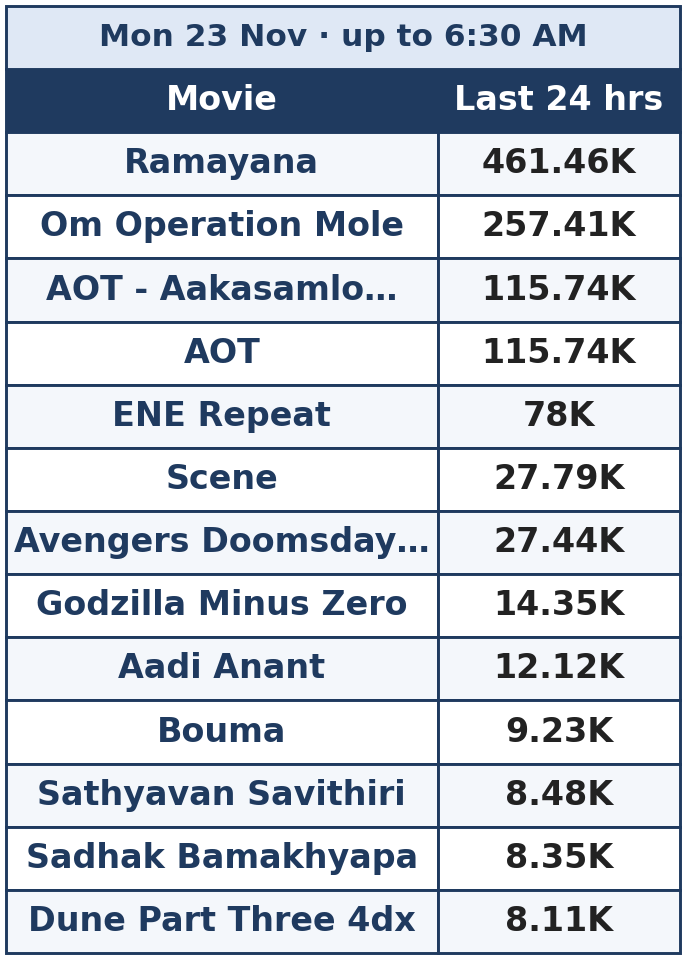 Mon 23 Nov · up to 6:30 AM
Movie Last 24 hrs
Ramayana 461.46K
Om Operation Mole 257.41K
AOT - Aakasamlo... 115.74K
AOT 115.74K
ENE Repeat 78K
Scene 27.79K
Avengers Doomsday... 27.44K
Godzilla Minus Zero 14.35K
Aadi Anant 12.12K
Bouma 9.23K
Sathyavan Savithiri 8.48K
Sadhak Bamakhyapa 8.35K
Dune Part Three 4dx 8.11K